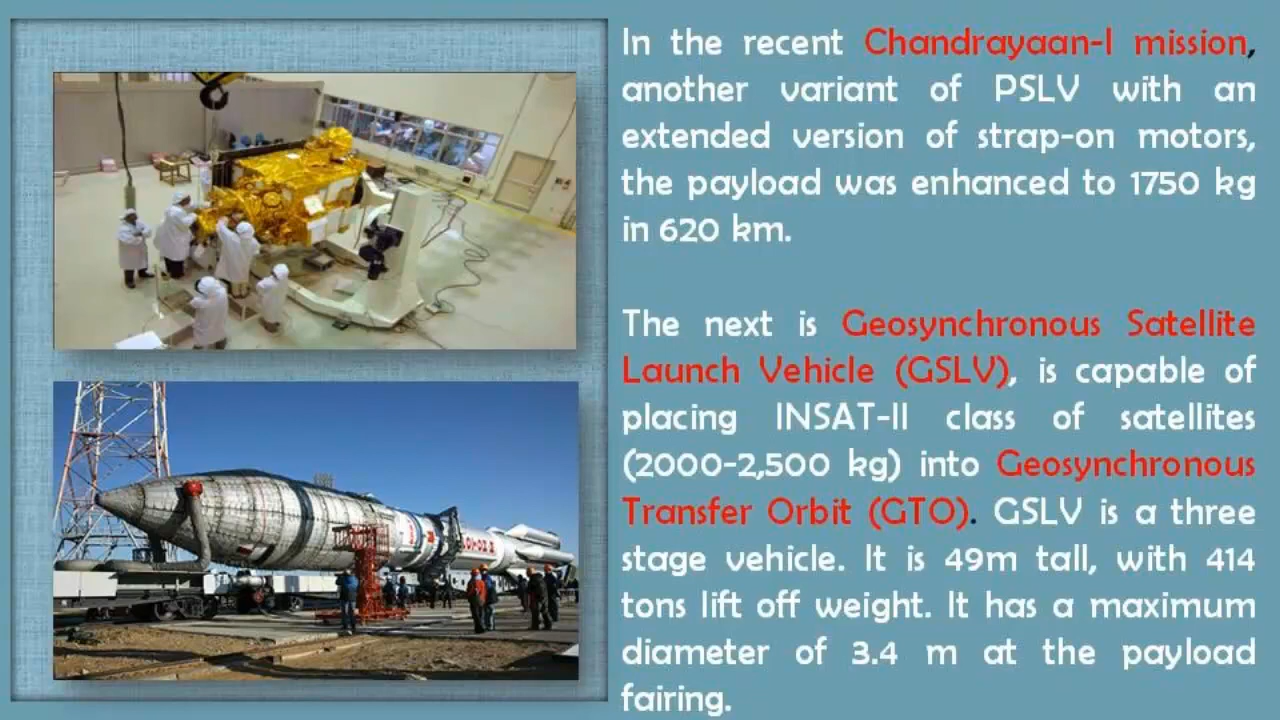 In the recent Chandrayaan-I mission,
another variant of PSLV with an
extended version of strap-on motors,
the payload was enhanced to 1750 kg
in 620 km.
The next is Geosynchronous Satellite
Launch Vehicle (GSLV), is capable of
placing INSAT-II class of satellites
(2000-2,500 kg) into Geosynchronous
Transfer Orbit (GTO). GSLV is a three
stage vehicle. It is 49m tall, with 414
tons lift off weight. It has a maximum
diameter of 3.4 m at the payload
fairing.